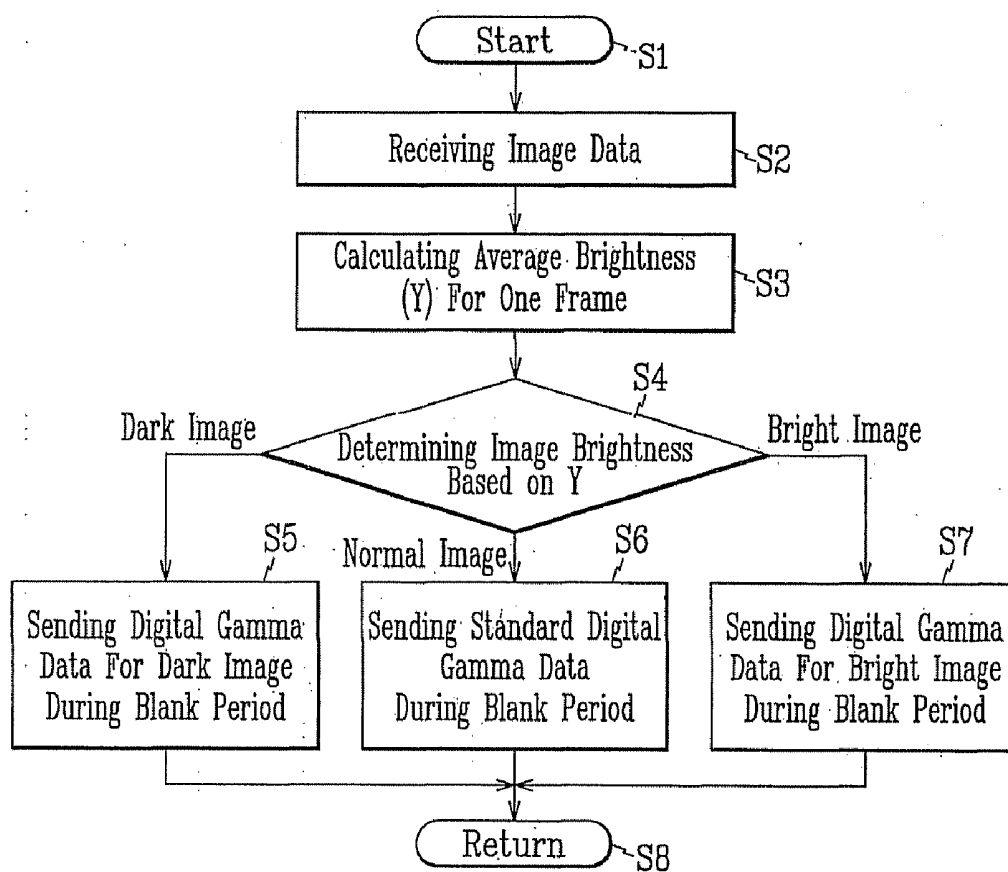 Start
S1
Receiving Image Data
S2
Calculating Average Brightness
(Y) For One Frame
S3
S4
Dark Image
Determining Image Brightness
Based on Y
Bright Image
Normal Image
S5
Sending Digital Gamma
Data For Dark Image
During Blank Period
S6
Sending Standard Digital
Gamma Data
During Blank Period
S7
Sending Digital Gamma
Data For Bright Image
During Blank Period
Return
S8